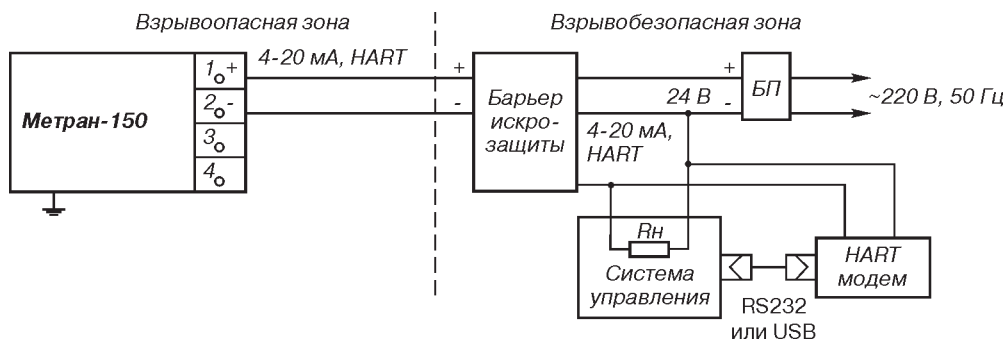 Взрывоопасная зона
Взрывобезопасная зона
Метран-150
1 +
2 -
3
4
4-20 мА, HART
+
-
Барьер
искро-
защиты
+
24 В -
БП
~220 В, 50 Гц
4-20 мА,
HART
Rн
Система
управления
HART
модем
RS232
или USB